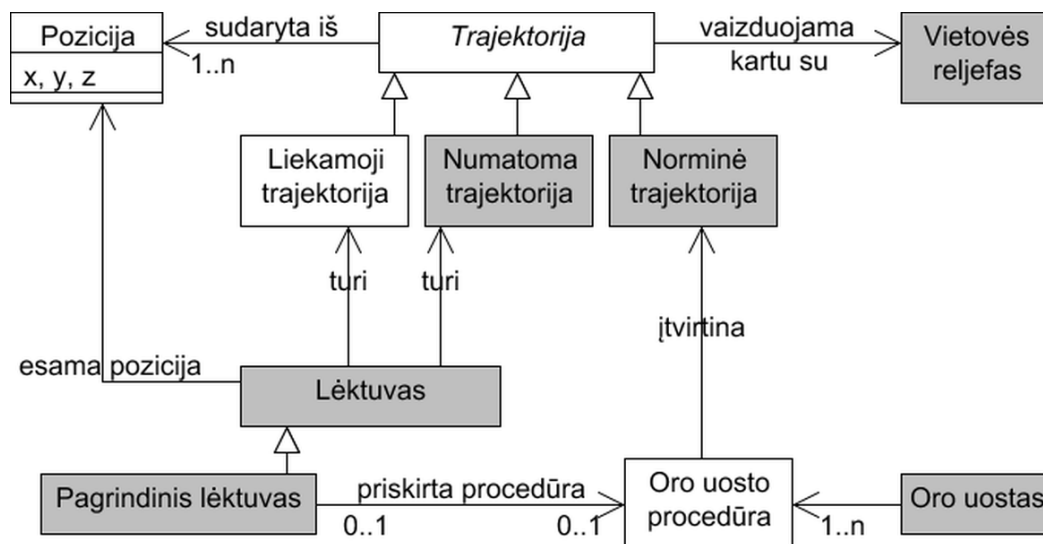 Pozicija
x, y, z
sudaryta iš
1..n
Trajektorija
vaizduojama
kartu su
Vietovės
reljefas
Liekamoji
trajektorija
Numatoma
trajektorija
Norminė
trajektorija
turi
turi
įtvirtina
esama pozicija
Lėktuvas
Pagrindinis lėktuvas
priskirta procedūra
0..1
0..1
Oro uosto
procedūra
1..n
Oro uostas